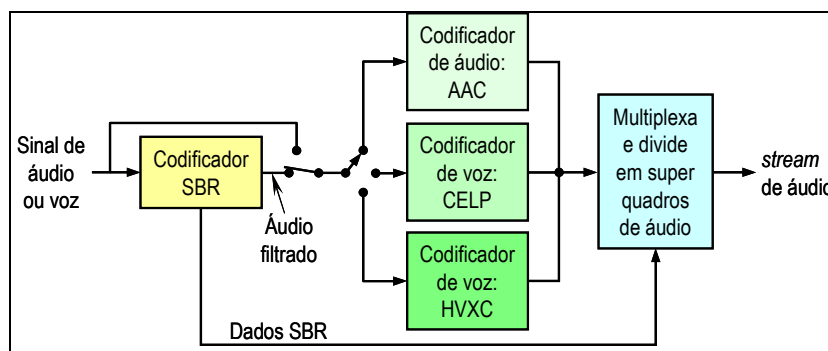 Sinal de
áudio
ou voz
Codificador
SBR
Áudio
filtrado
Codificador
de áudio:
AAC
Codificador
de voz:
CELP
Codificador
de voz:
HVXC
Multiplexa
e divide
em super
quadros
de áudio
stream
de áudio
Dados SBR